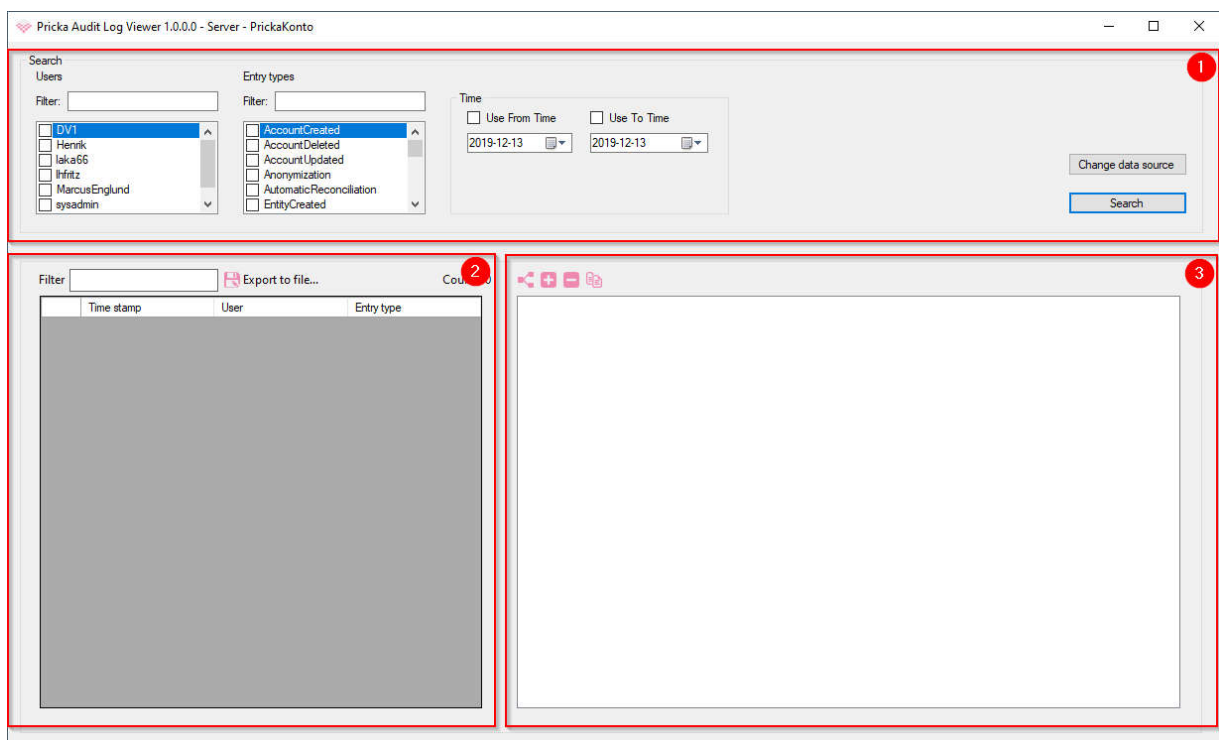 Pricka Audit Log Viewer 1.0.0.0 - Server - PrickaKonto
Search
1
Users
Entry types
Filter:
Filter:
Time
Use From Time
Use To Time
DV1
Henrik
laka66
lhfritz
MarcusEnglund
sysadmin
AccountCreated
AccountDeleted
AccountUpdated
Anonymization
AutomaticReconciliation
EntityCreated
2019-12-13
2019-12-13
Change data source
Search
2
Filter
Export to file...
Time stamp
User
Entry type
3